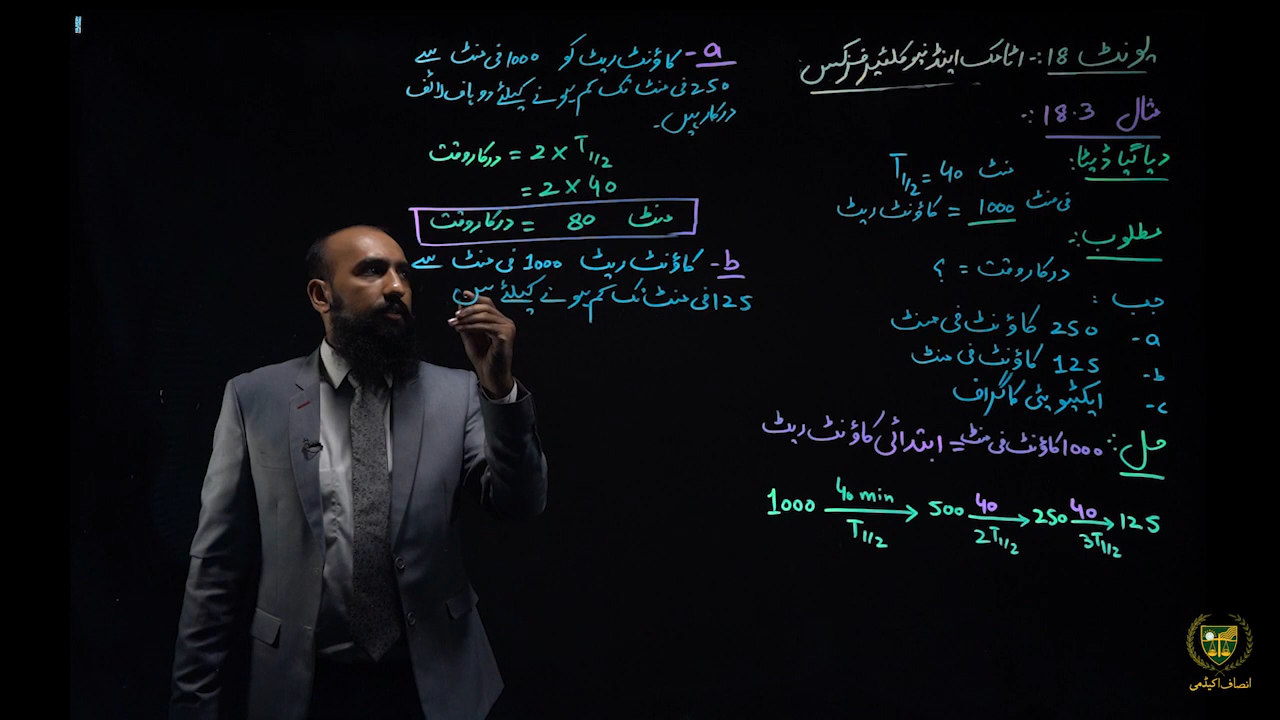 یونٹ 18:- اٹامک اینڈ نیوکلئیر فزکس
مثال 18.3 :-
دیا گیا ڈیٹا:
T1/2 = 40 منٹ
فی منٹ 1000 = کاؤنٹ ریٹ
مطلوب:-
درکار وقت = ؟
جب :
a- 250 کاؤنٹ فی منٹ
b- 125 کاؤنٹ فی منٹ
c- ایکٹیویٹی کا گراف
حل :-
1000 کاؤنٹ فی منٹ = ابتدائی کاؤنٹ ریٹ
1000 40 min → T1/2 500 40 → 2T1/2 250 40 → 3T1/2 125
a- کاؤنٹ ریٹ کو 1000 فی منٹ سے
250 فی منٹ تک کم ہونے کیلئے دو ہاف لائف
درکار ہیں۔
درکار وقت = 2 × T1/2
= 2 × 40
درکار وقت = 80 منٹ
b- کاؤنٹ ریٹ 1000 فی منٹ سے
125 فی منٹ تک کم ہونے کیلئے
انصاف اکیڈمی